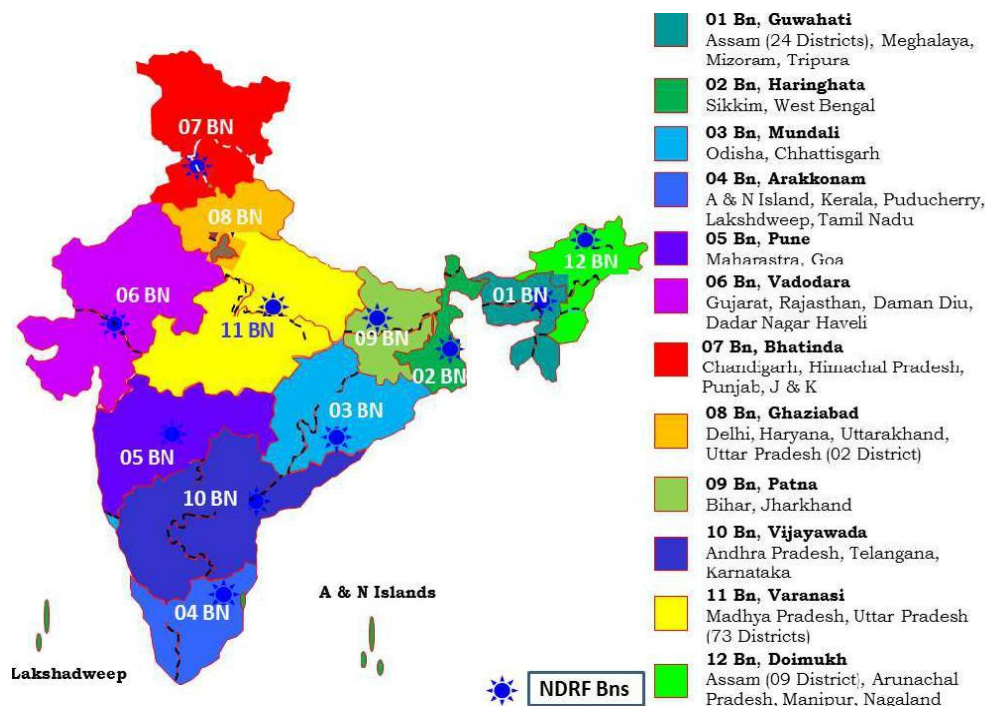 07 BN
08 BN
06 BN
11 BN
09 BN
02 BN
01 BN
12 BN
03 BN
05 BN
10 BN
04 BN
A & N Islands
Lakshadweep
NDRF Bns
01 Bn, Guwahati
Assam (24 Districts), Meghalaya,
Mizoram, Tripura
02 Bn, Haringhata
Sikkim, West Bengal
03 Bn, Mundali
Odisha, Chhattisgarh
04 Bn, Arakkonam
A & N Island, Kerala, Puducherry,
Lakshdweep, Tamil Nadu
05 Bn, Pune
Maharastra, Goa
06 Bn, Vadodara
Gujarat, Rajasthan, Daman Diu,
Dadar Nagar Haveli
07 Bn, Bhatinda
Chandigarh, Himachal Pradesh,
Punjab, J & K
08 Bn, Ghaziabad
Delhi, Haryana, Uttarakhand,
Uttar Pradesh (02 District)
09 Bn, Patna
Bihar, Jharkhand
10 Bn, Vijayawada
Andhra Pradesh, Telangana,
Karnataka
11 Bn, Varanasi
Madhya Pradesh, Uttar Pradesh
(73 Districts)
12 Bn, Doimukh
Assam (09 District), Arunachal
Pradesh, Manipur, Nagaland